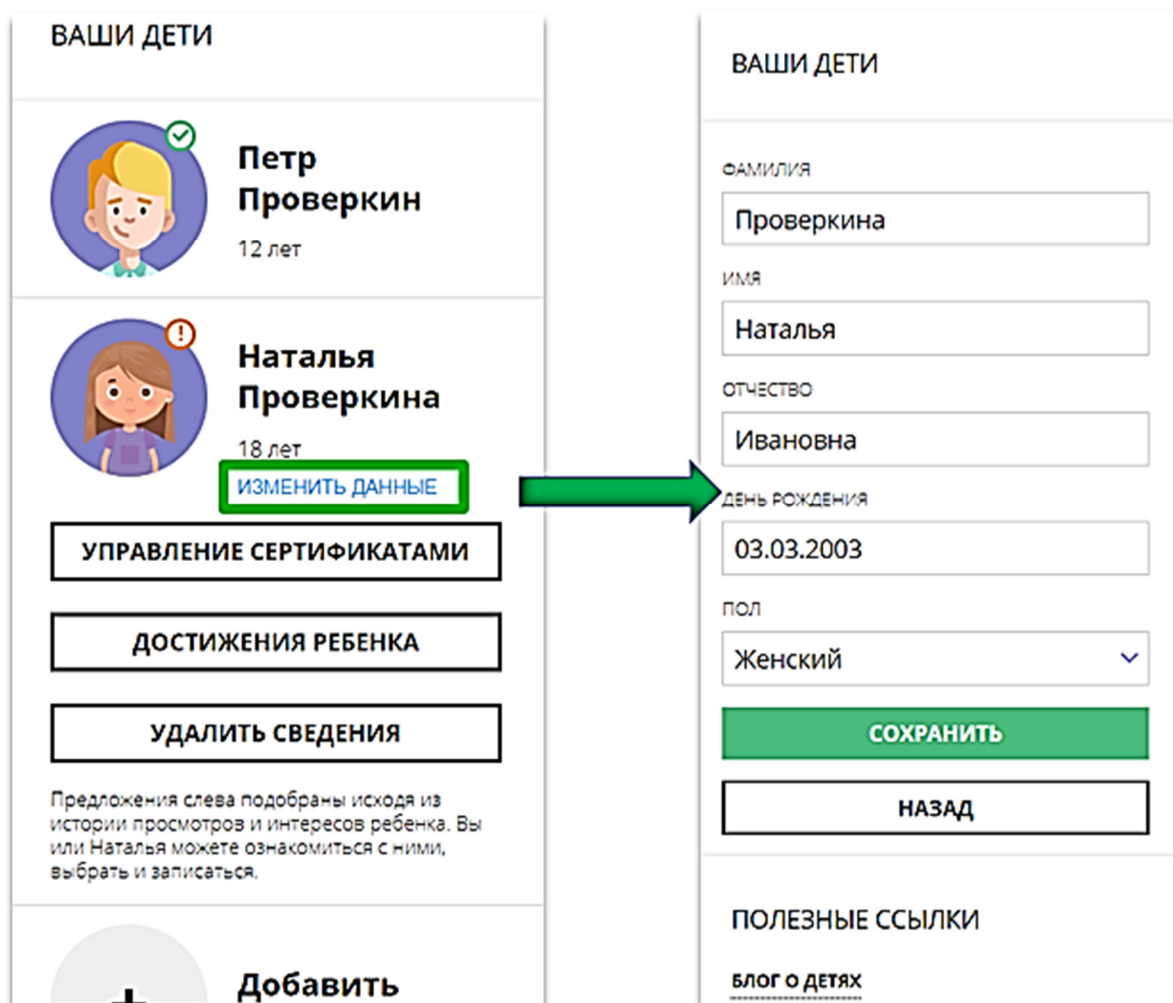 ВАШИ ДЕТИ
Петр
Проверкин
12 лет
Наталья
Проверкина
18 лет
ИЗМЕНИТЬ ДАННЫЕ
УПРАВЛЕНИЕ СЕРТИФИКАТАМИ
ДОСТИЖЕНИЯ РЕБЕНКА
УДАЛИТЬ СВЕДЕНИЯ
Предложения слева подобраны исходя из
истории просмотров и интересов ребенка. Вы
или Наталья можете ознакомиться с ними,
выбрать и записаться.
Добавить
ВАШИ ДЕТИ
ФАМИЛИЯ
Проверкина
ИМЯ
Наталья
ОТЧЕСТВО
Ивановна
ДЕНЬ РОЖДЕНИЯ
03.03.2003
ПОЛ
Женский
СОХРАНИТЬ
НАЗАД
ПОЛЕЗНЫЕ ССЫЛКИ
БЛОГ О ДЕТЯХ